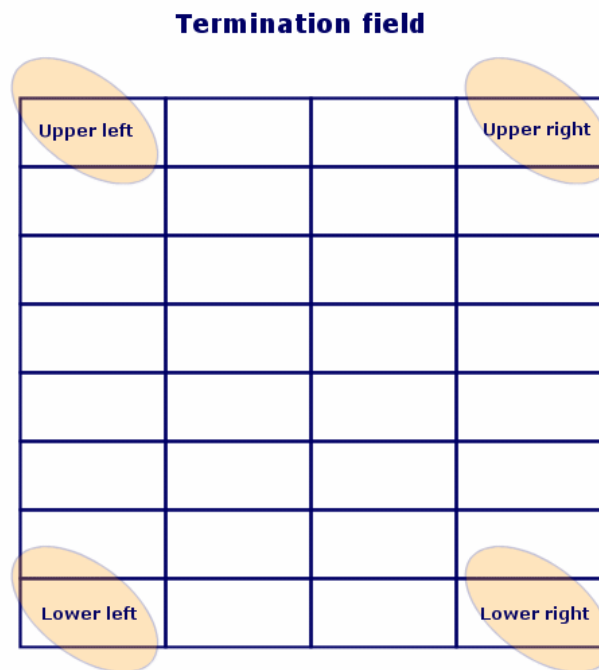 Termination field
Upper left
Upper right
Lower left
Lower right